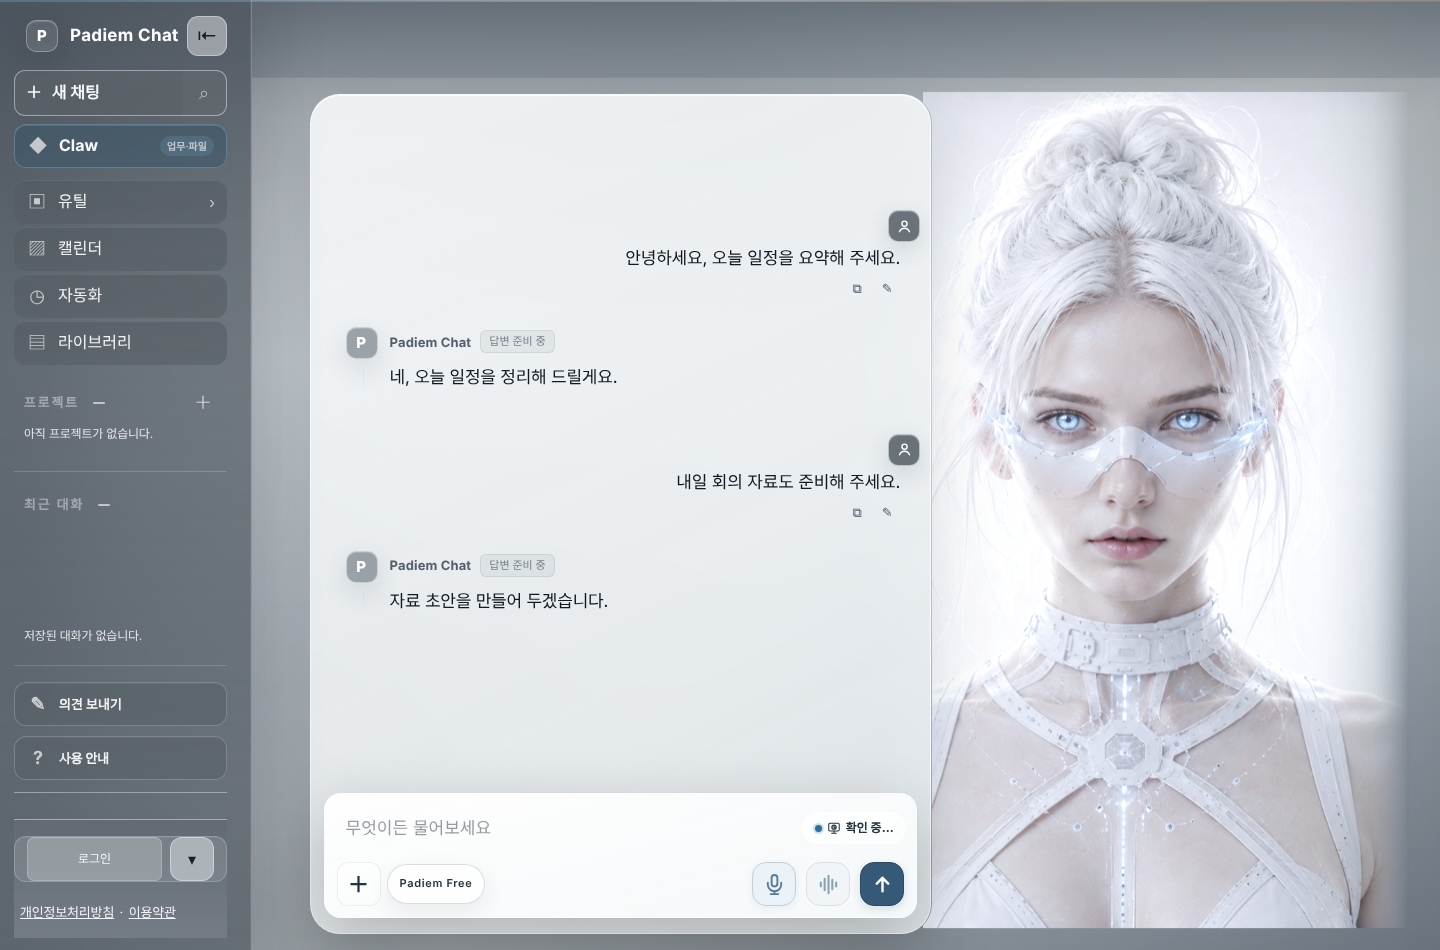 P Padiem Chat
+ 새 채팅
Claw 업무·파일
유틸
캘린더
자동화
라이브러리
프로젝트
아직 프로젝트가 없습니다.
최근 대화
저장된 대화가 없습니다.
의견 보내기
? 사용 안내
로그인
개인정보처리방침 · 이용약관
안녕하세요, 오늘 일정을 요약해 주세요.
P Padiem Chat 답변 준비 중
네, 오늘 일정을 정리해 드릴게요.
내일 회의 자료도 준비해 주세요.
P Padiem Chat 답변 준비 중
자료 초안을 만들어 두겠습니다.
무엇이든 물어보세요
확인 중...
Padiem Free